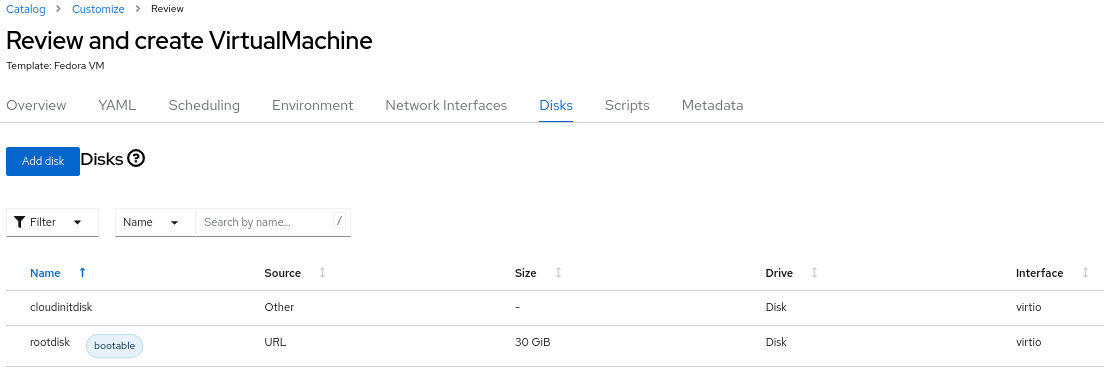 Catalog > Customize > Review
Review and create VirtualMachine
Template: Fedora VM
Overview YAML Scheduling Environment Network Interfaces Disks Scripts Metadata
Add disk Disks ?
Filter Name Search by name... /
Name Source Size Drive Interface
cloudinitdisk Other - Disk virtio
rootdisk bootable URL 30 GiB Disk virtio